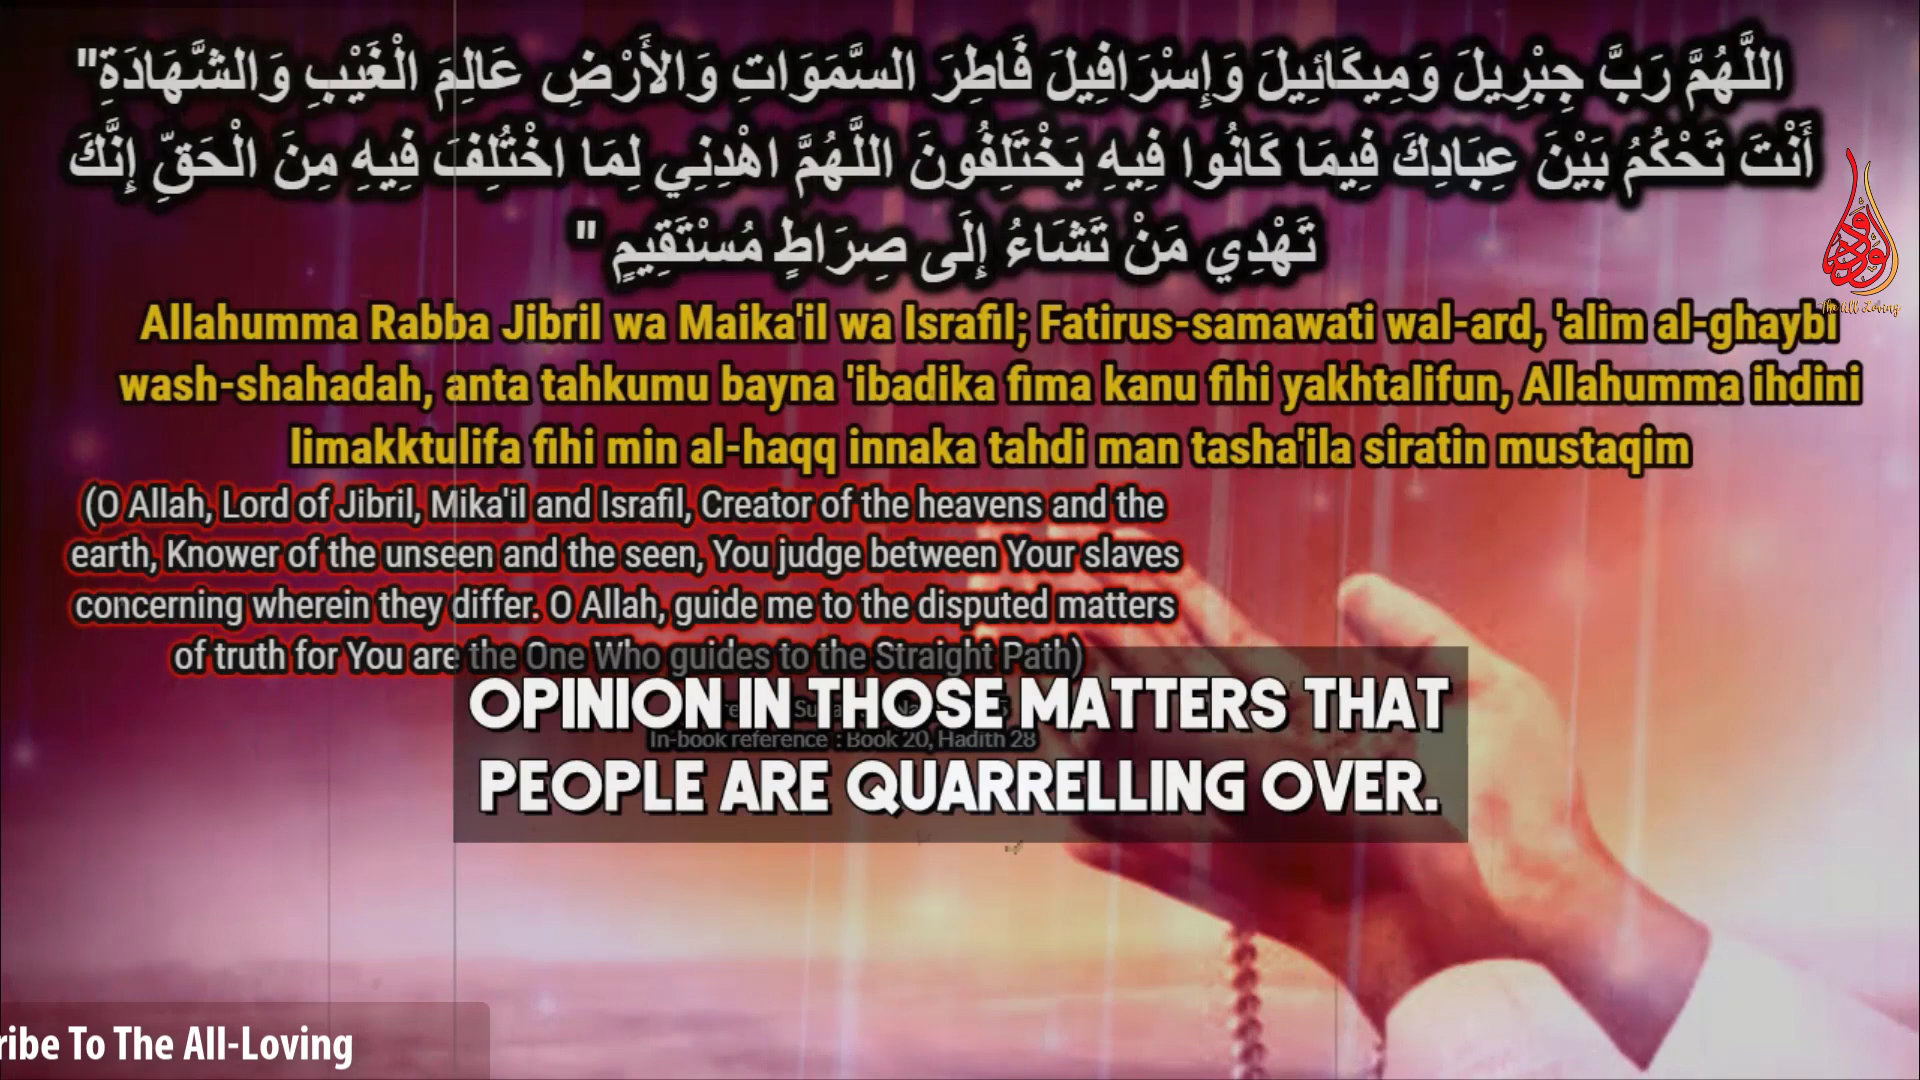 "اللَّهُمَّ رَبَّ جِبْرِيلَ وَمِيكَائِيلَ وَإِسْرَافِيلَ فَاطِرَ السَّمَوَاتِ وَالأَرْضِ عَالِمَ الْغَيْبِ وَالشَّهَادَةِ
أَنْتَ تَحْكُمُ بَيْنَ عِبَادِكَ فِيمَا كَانُوا فِيهِ يَخْتَلِفُونَ اللَّهُمَّ اهْدِنِي لِمَا اخْتُلِفَ فِيهِ مِنَ الْحَقِّ إِنَّكَ
تَهْدِي مَنْ تَشَاءُ إِلَى صِرَاطٍ مُسْتَقِيمٍ "
Allahumma Rabba Jibril wa Maika'il wa Israfil; Fatirus-samawati wal-ard, 'alim al-ghaybi
wash-shahadah, anta tahkumu bayna 'ibadika fima kanu fihi yakhtalifun, Allahumma ihdini
limakktulifa fihi min al-haqq innaka tahdi man tasha'ila siratin mustaqim
(O Allah, Lord of Jibril, Mika'il and Israfil, Creator of the heavens and the
earth, Knower of the unseen and the seen, You judge between Your slaves
concerning wherein they differ. O Allah, guide me to the disputed matters
of truth for You are the One Who guides to the Straight Path)
OPINION IN THOSE MATTERS THAT
In-book reference : Book 20, Hadith 28
PEOPLE ARE QUARRELLING OVER.
The All Loving
ribe To The All-Loving